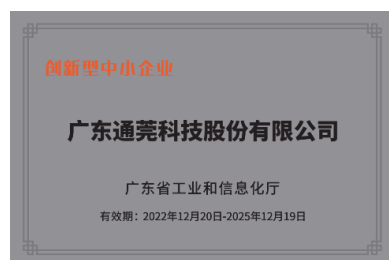 创新型中小企业
广东通莞科技股份有限公司
广东省工业和信息化厅
有效期：2022年12月20日-2025年12月19日